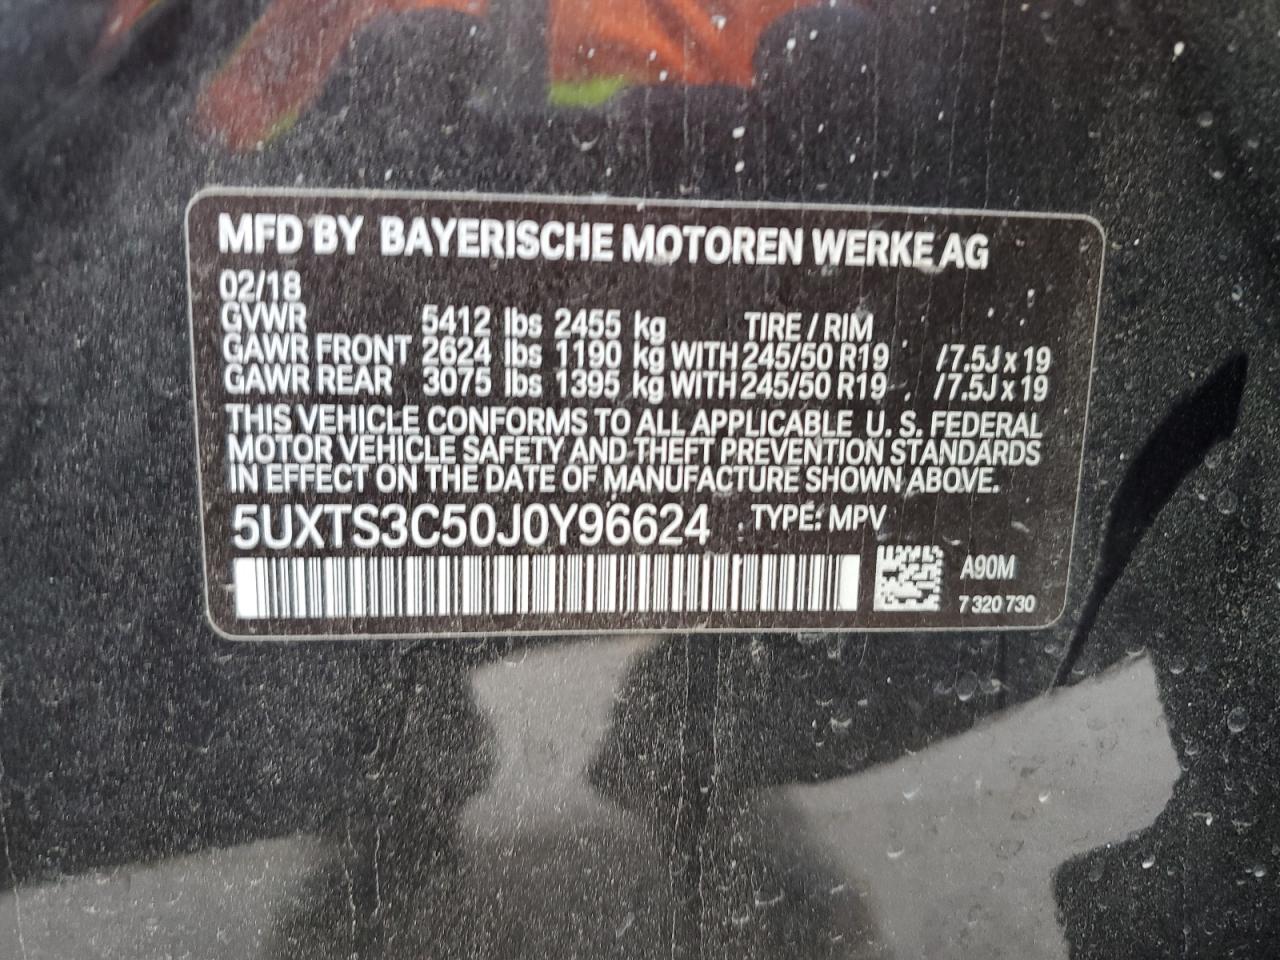 MFD BY BAYERISCHE MOTOREN WERKE AG
02/18
GVWR 5412 lbs 2455 kg TIRE / RIM
GAWR FRONT 2624 lbs 1190 kg WITH 245/50 R19 /7.5J x 19
GAWR REAR 3075 lbs 1395 kg WITH 245/50 R19 /7.5J x 19
THIS VEHICLE CONFORMS TO ALL APPLICABLE U. S. FEDERAL
MOTOR VEHICLE SAFETY AND THEFT PREVENTION STANDARDS
IN EFFECT ON THE DATE OF MANUFACTURE SHOWN ABOVE.
5UXTS3C50J0Y96624 TYPE: MPV
A90M
7 320 730